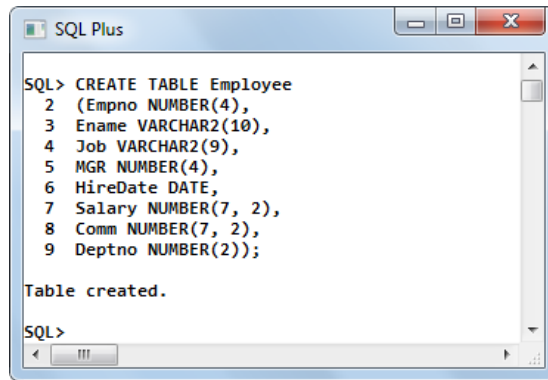 SQL Plus
SQL> CREATE TABLE Employee
2 (Empno NUMBER(4),
3 Ename VARCHAR2(10),
4 Job VARCHAR2(9),
5 MGR NUMBER(4),
6 HireDate DATE,
7 Salary NUMBER(7, 2),
8 Comm NUMBER(7, 2),
9 Deptno NUMBER(2));
Table created.
SQL>